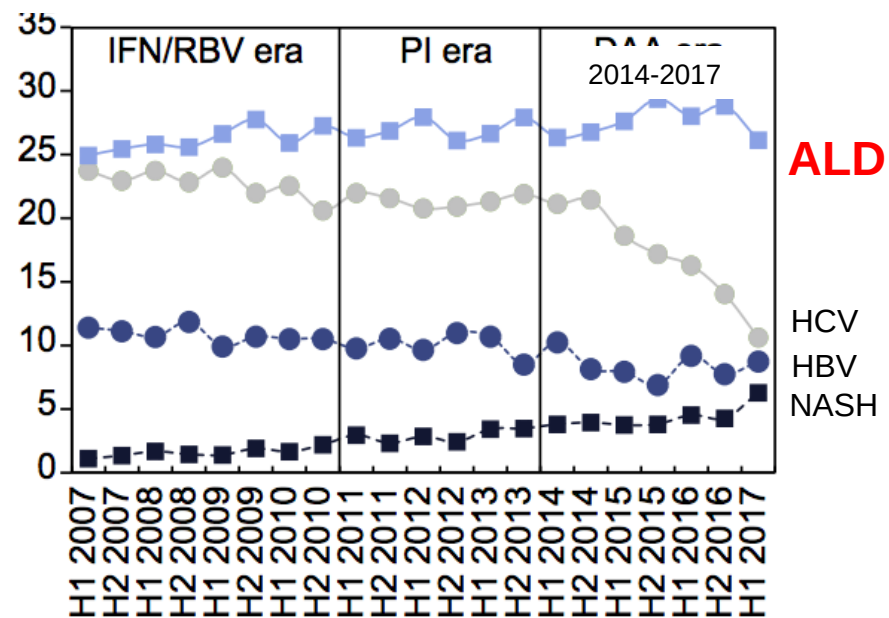 35
30
25
20
15
10
5
0
IFN/RBV era
PI era
DAA era
2014-2017
ALD
HCV
HBV
NASH
H1 2007
H2 2007
H1 2008
H2 2008
H1 2009
H2 2009
H1 2010
H2 2010
H1 2011
H2 2011
H1 2012
H2 2012
H1 2013
H2 2013
H1 2014
H2 2014
H1 2015
H2 2015
H1 2016
H2 2016
H1 2017